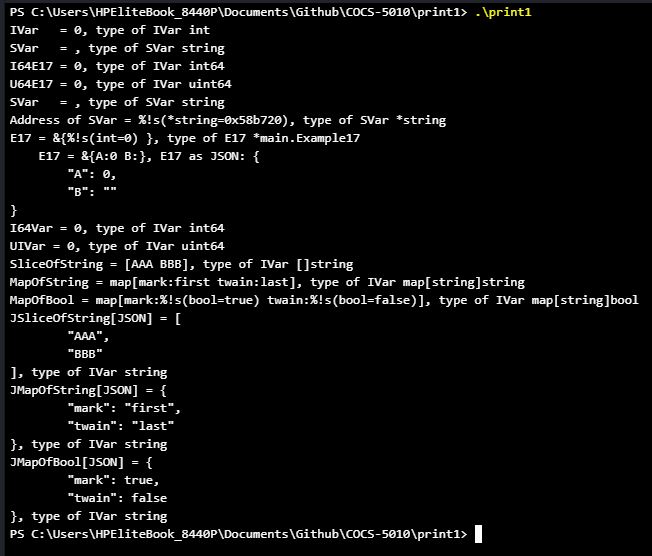 PS C:\Users\HPEliteBook_8440P\Documents\Github\COCS-5010\print1> .\print1
IVar   = 0, type of IVar int
SVar   = , type of SVar string
I64E17 = 0, type of IVar int64
U64E17 = 0, type of IVar uint64
SVar   = , type of SVar string
Address of SVar = %!s(*string=0x58b720), type of SVar *string
E17 = &{%!s(int=0) }, type of E17 *main.Example17
    E17 = &{A:0 B:}, E17 as JSON: {
        "A": 0,
        "B": ""
}
I64Var = 0, type of IVar int64
UIVar = 0, type of IVar uint64
SliceOfString = [AAA BBB], type of IVar []string
MapOfString = map[mark:first twain:last], type of IVar map[string]string
MapOfBool = map[mark:%!s(bool=true) twain:%!s(bool=false)], type of IVar map[string]bool
JSliceOfString[JSON] = [
        "AAA",
        "BBB"
], type of IVar string
JMapOfString[JSON] = {
        "mark": "first",
        "twain": "last"
}, type of IVar string
JMapOfBool[JSON] = {
        "mark": true,
        "twain": false
}, type of IVar string
PS C:\Users\HPEliteBook_8440P\Documents\Github\COCS-5010\print1>